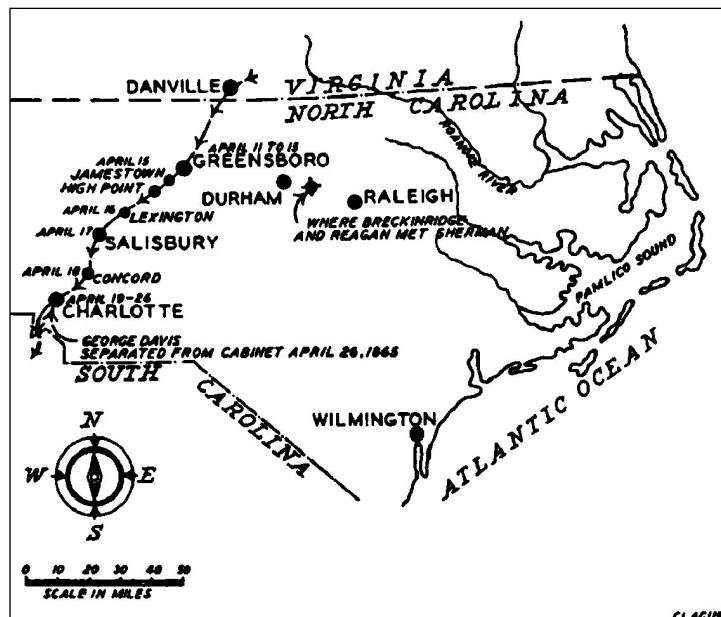 DANVILLE
VIRGINIA
NORTH CAROLINA
APRIL 11 TO 15
GREENSBORO
APRIL 15
JAMESTOWN
HIGH POINT
DURHAM
RALEIGH
ROANOKE
RIVER
WHERE BRECKINRIDGE
AND REAGAN MET SHERMAN
APRIL 16
LEXINGTON
APRIL 17
SALISBURY
APRIL 18
CONCORD
APRIL 19-26
CHARLOTTE
PAMLICO SOUND
GEORGE DAVIS
SEPARATED FROM CABINET APRIL 26, 1865
SOUTH
CAROLINA
WILMINGTON
ATLANTIC OCEAN
N
W E
S
0 10 20 30 40 50
SCALE IN MILES